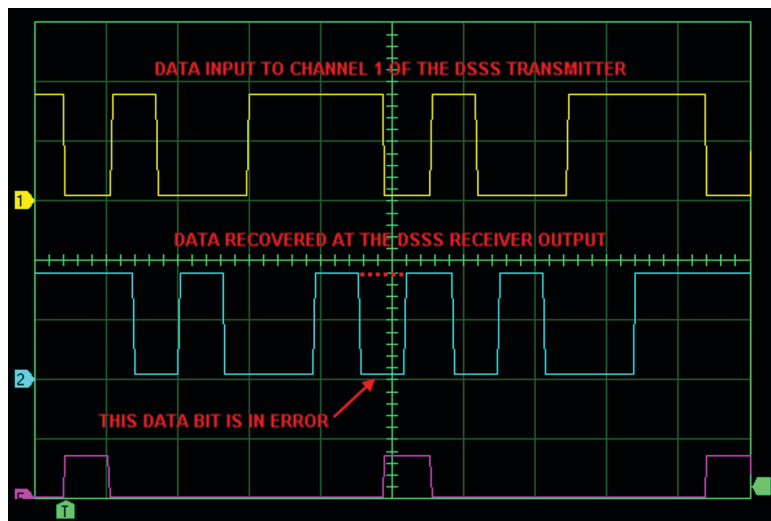 DATA INPUT TO CHANNEL 1 OF THE DSSS TRANSMITTER
1
DATA RECOVERED AT THE DSSS RECEIVER OUTPUT
2
THIS DATA BIT IS IN ERROR
T